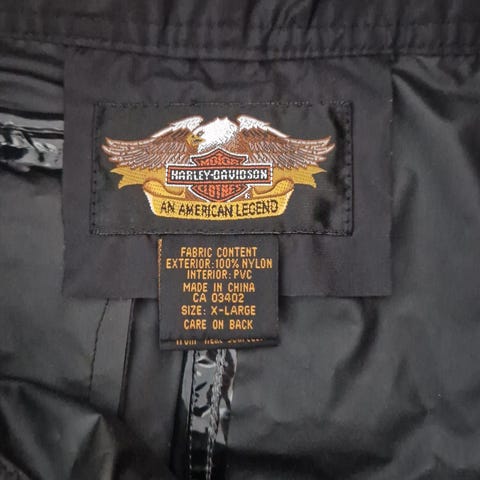 MOTOR
HARLEY-DAVIDSON
CLOTHES
®
AN AMERICAN LEGEND
FABRIC CONTENT
EXTERIOR: 100% NYLON
INTERIOR: PVC
MADE IN CHINA
CA 03402
SIZE: X-LARGE
CARE ON BACK